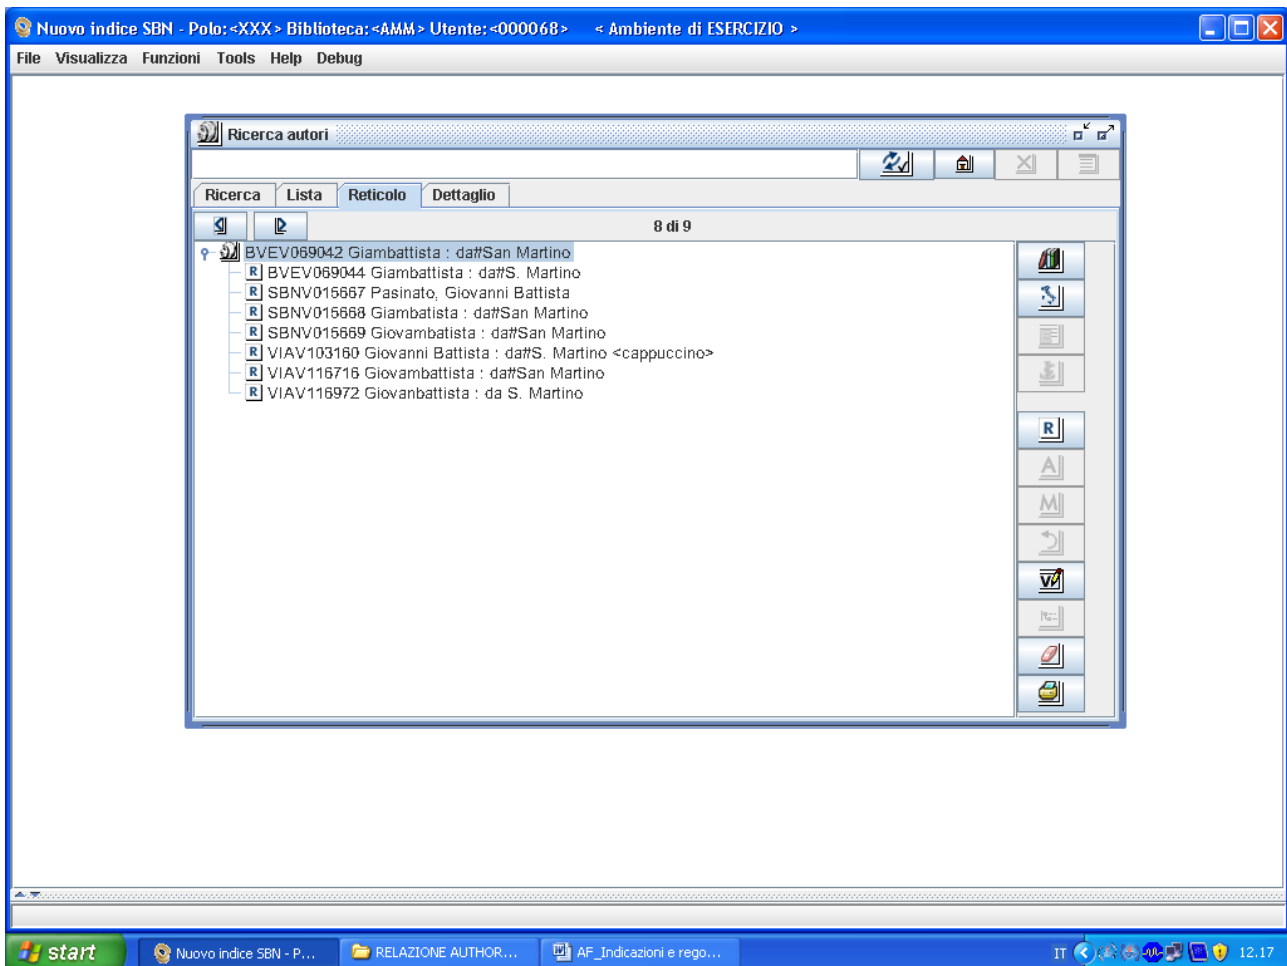 Nuovo indice SBN - Polo:<XXX> Biblioteca:<AMM> Utente:<000068>   < Ambiente di ESERCIZIO >
File Visualizza Funzioni Tools Help Debug
Ricerca autori
Ricerca Lista Reticolo Dettaglio
8 di 9
BVEV069042 Giambattista : da#San Martino
R BVEV069044 Giambattista : da#S. Martino
R SBNV015667 Pasinato, Giovanni Battista
R SBNV015668 Giambatista : da#San Martino
R SBNV015669 Giovambatista : da#San Martino
R VIAV103160 Giovanni Battista : da#S. Martino <cappuccino>
R VIAV116716 Giovambattista : da#San Martino
R VIAV116972 Giovanbattista : da S. Martino
R
A
M
V
start Nuovo indice SBN - P... RELAZIONE AUTHOR... AF_Indicazioni e rego... IT 12.17